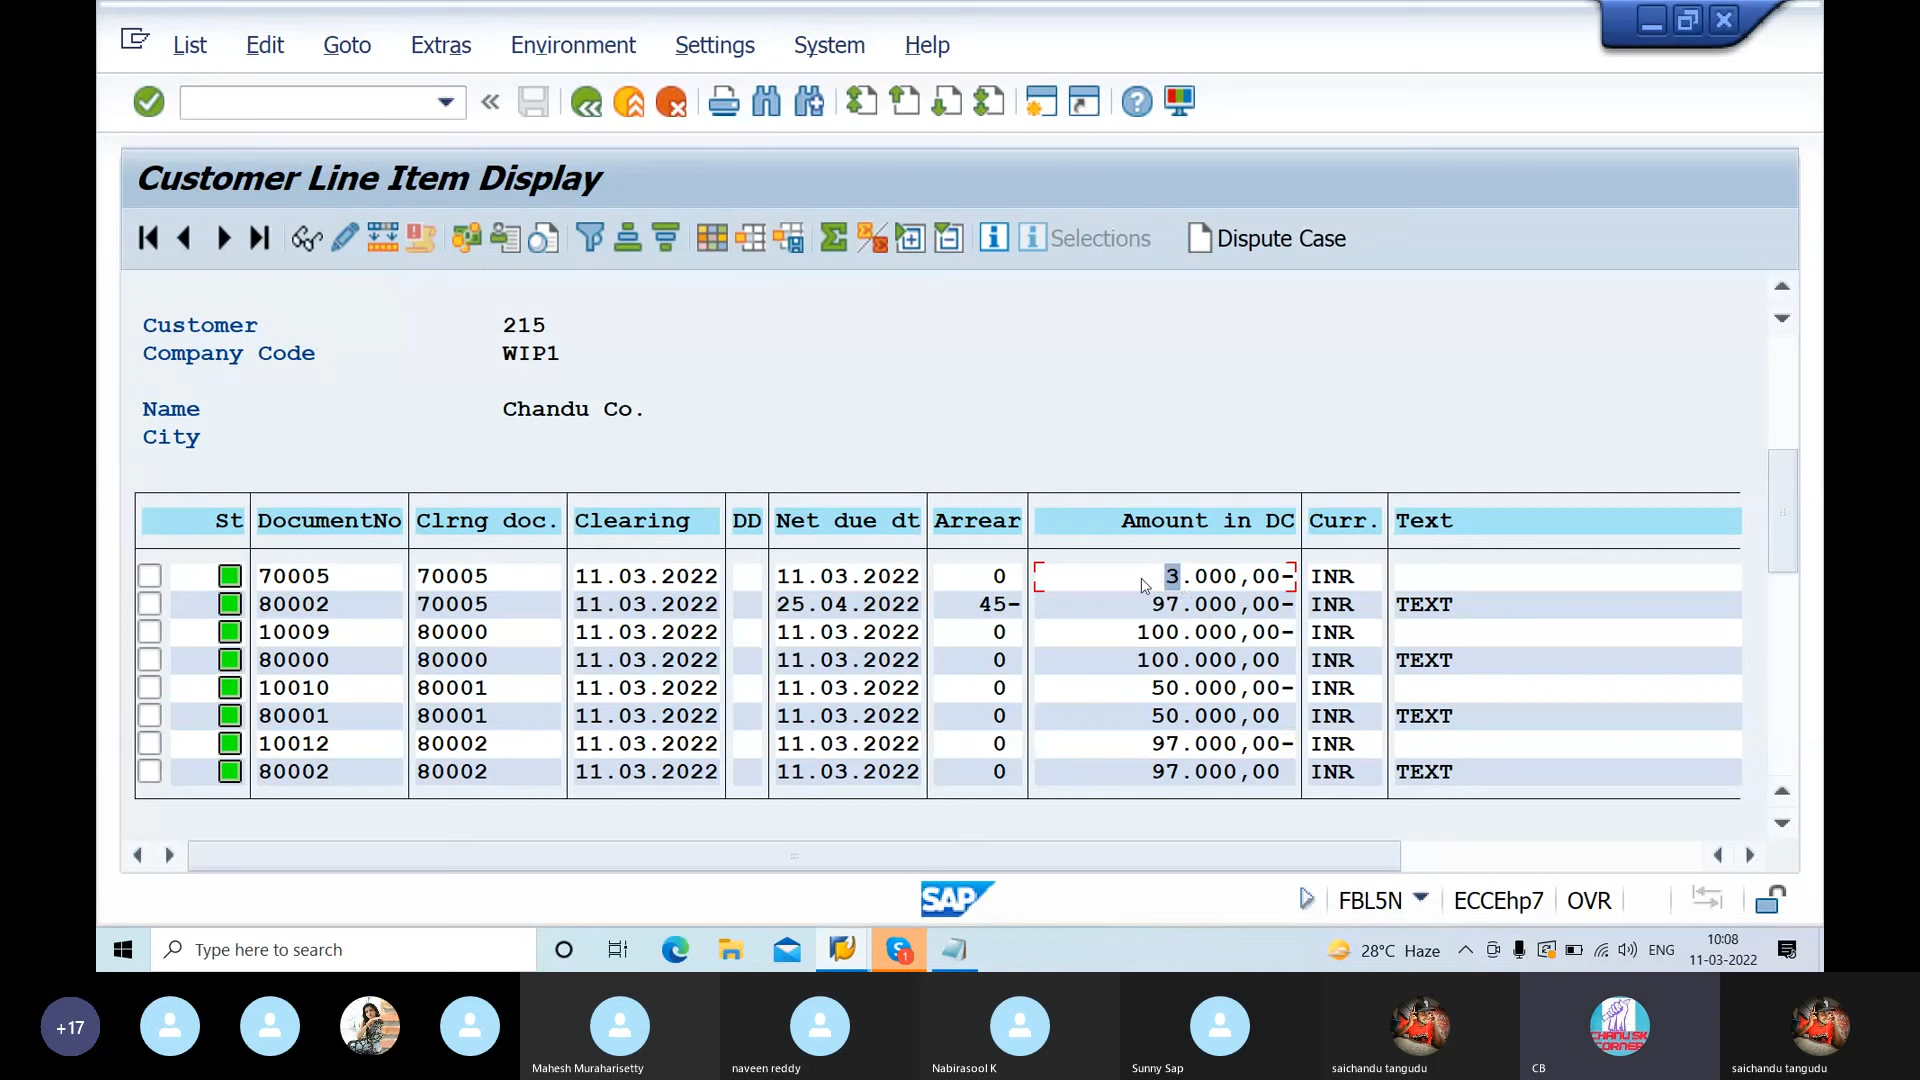 List Edit Goto Extras Environment Settings System Help
Customer Line Item Display
Selections Dispute Case
Customer 215
Company Code WIP1
Name Chandu Co.
City
St DocumentNo Clrng doc. Clearing DD Net due dt Arrear Amount in DC Curr. Text
70005 70005 11.03.2022 11.03.2022 0 3.000,00- INR
80002 70005 11.03.2022 25.04.2022 45- 97.000,00- INR TEXT
10009 80000 11.03.2022 11.03.2022 0 100.000,00- INR
80000 80000 11.03.2022 11.03.2022 0 100.000,00 INR TEXT
10010 80001 11.03.2022 11.03.2022 0 50.000,00- INR
80001 80001 11.03.2022 11.03.2022 0 50.000,00 INR TEXT
10012 80002 11.03.2022 11.03.2022 0 97.000,00- INR
80002 80002 11.03.2022 11.03.2022 0 97.000,00 INR TEXT
SAP FBL5N ECCEhp7 OVR
Type here to search 1 28°C Haze ENG 10:08
11-03-2022
+17
Mahesh Muraharisetty naveen reddy Nabirasool K Sunny Sap saichandu tangudu CB saichandu tangudu